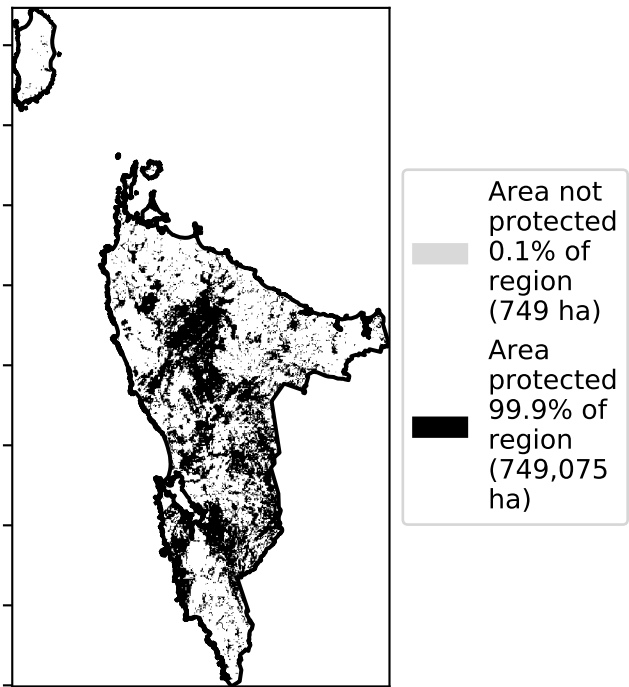 Area not
protected
0.1% of
region
(749 ha)
Area
protected
99.9% of
region
(749,075
ha)